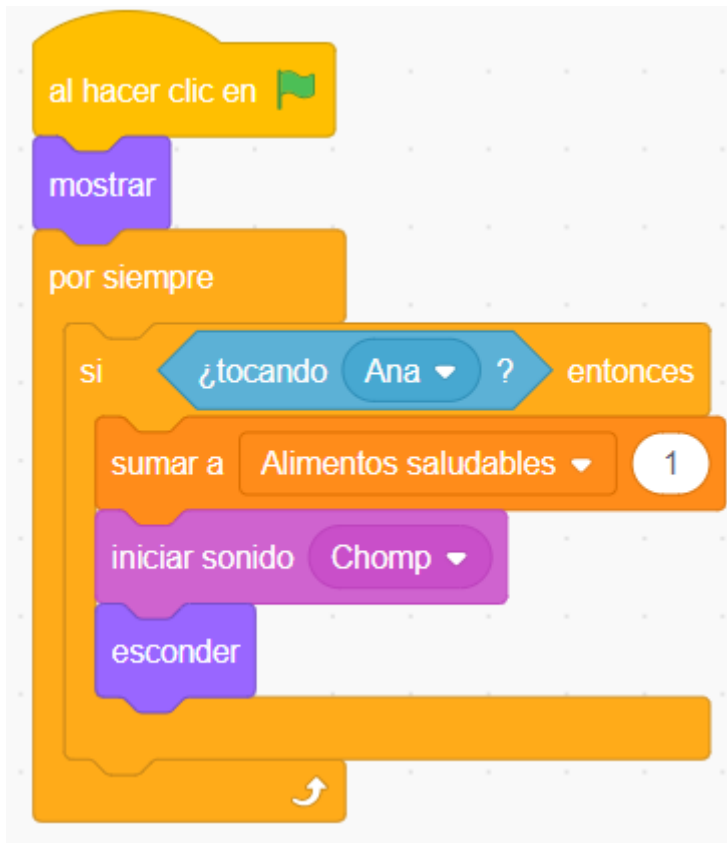 al hacer clic en
mostrar
por siempre
si ¿tocando Ana ? entonces
sumar a Alimentos saludables 1
iniciar sonido Chomp
esconder